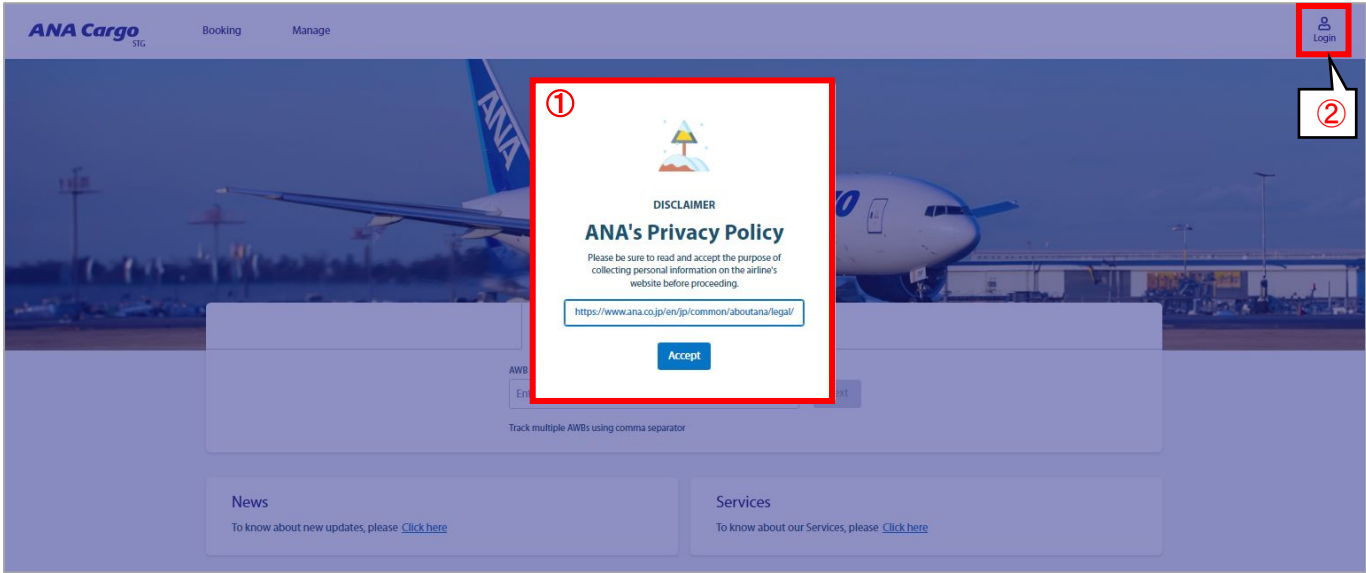 ANA Cargo
STG
Booking
Manage
Login
②
①
ANA
DISCLAIMER
ANA's Privacy Policy
Please be sure to read and accept the purpose of
collecting personal information on the airline's
website before proceeding.
https://www.ana.co.jp/en/jp/common/aboutana/legal/
Accept
AWB
Track multiple AWBs using comma separator
News
To know about new updates, please Click here
Services
To know about our Services, please Click here